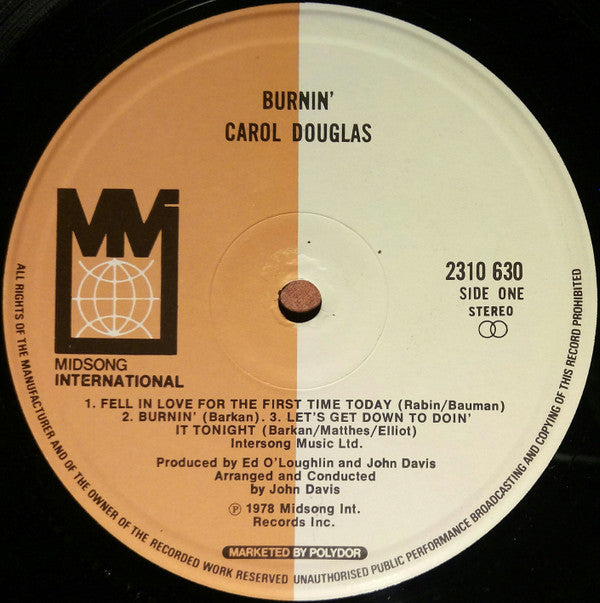 BURNIN'
CAROL DOUGLAS
MMi
2310 630
SIDE ONE
STEREO
MIDSONG
INTERNATIONAL
1. FELL IN LOVE FOR THE FIRST TIME TODAY (Rabin/Bauman)
2. BURNIN' (Barkan). 3. LET'S GET DOWN TO DOIN'
IT TONIGHT (Barkan/Matthes/Elliot)
Intersong Music Ltd.
Produced by Ed O'Loughlin and John Davis
Arranged and Conducted
by John Davis
℗ 1978 Midsong Int.
Records Inc.
MARKETED BY POLYDOR
ALL RIGHTS OF THE MANUFACTURER AND OF THE OWNER OF THE RECORDED WORK RESERVED UNAUTHORISED PUBLIC PERFORMANCE BROADCASTING AND COPYING OF THIS RECORD PROHIBITED